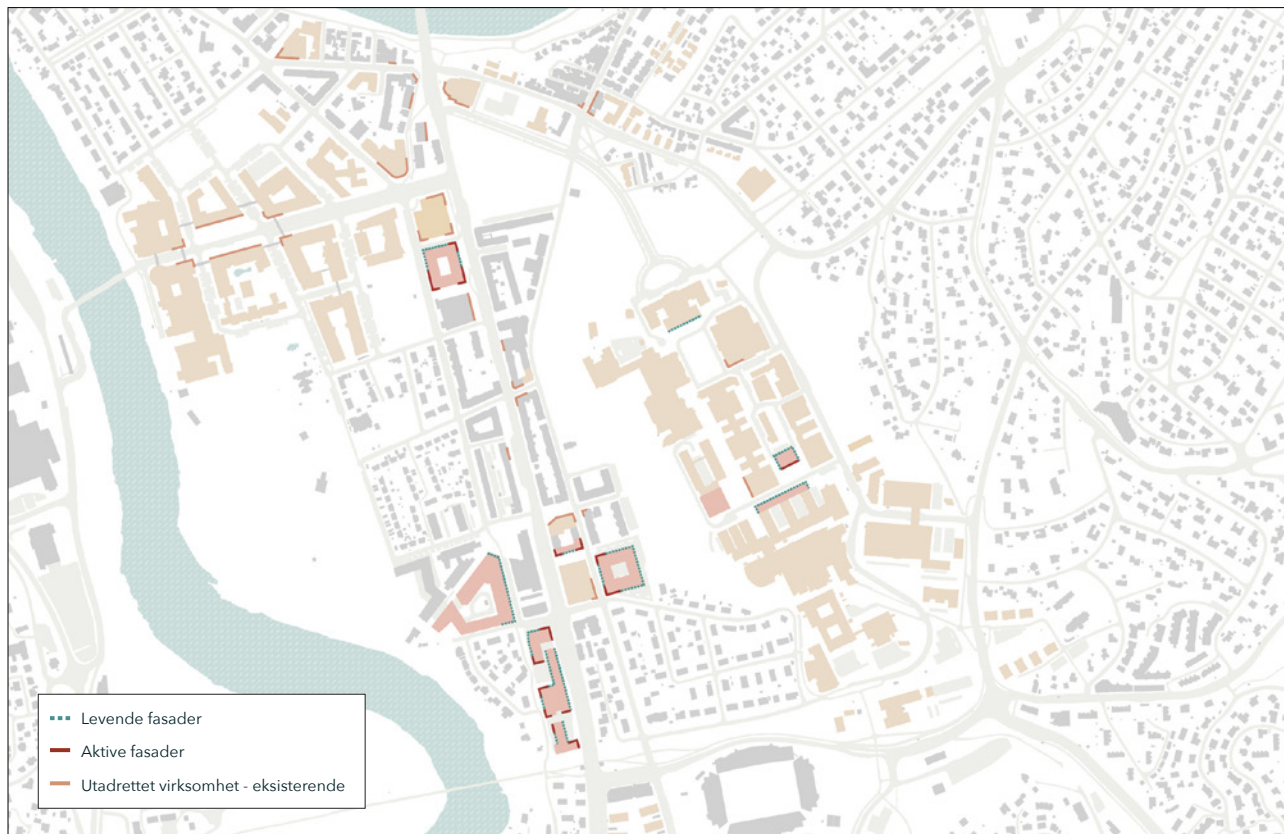 Levende fasader
Aktive fasader
Utadrettet virksomhet - eksisterende